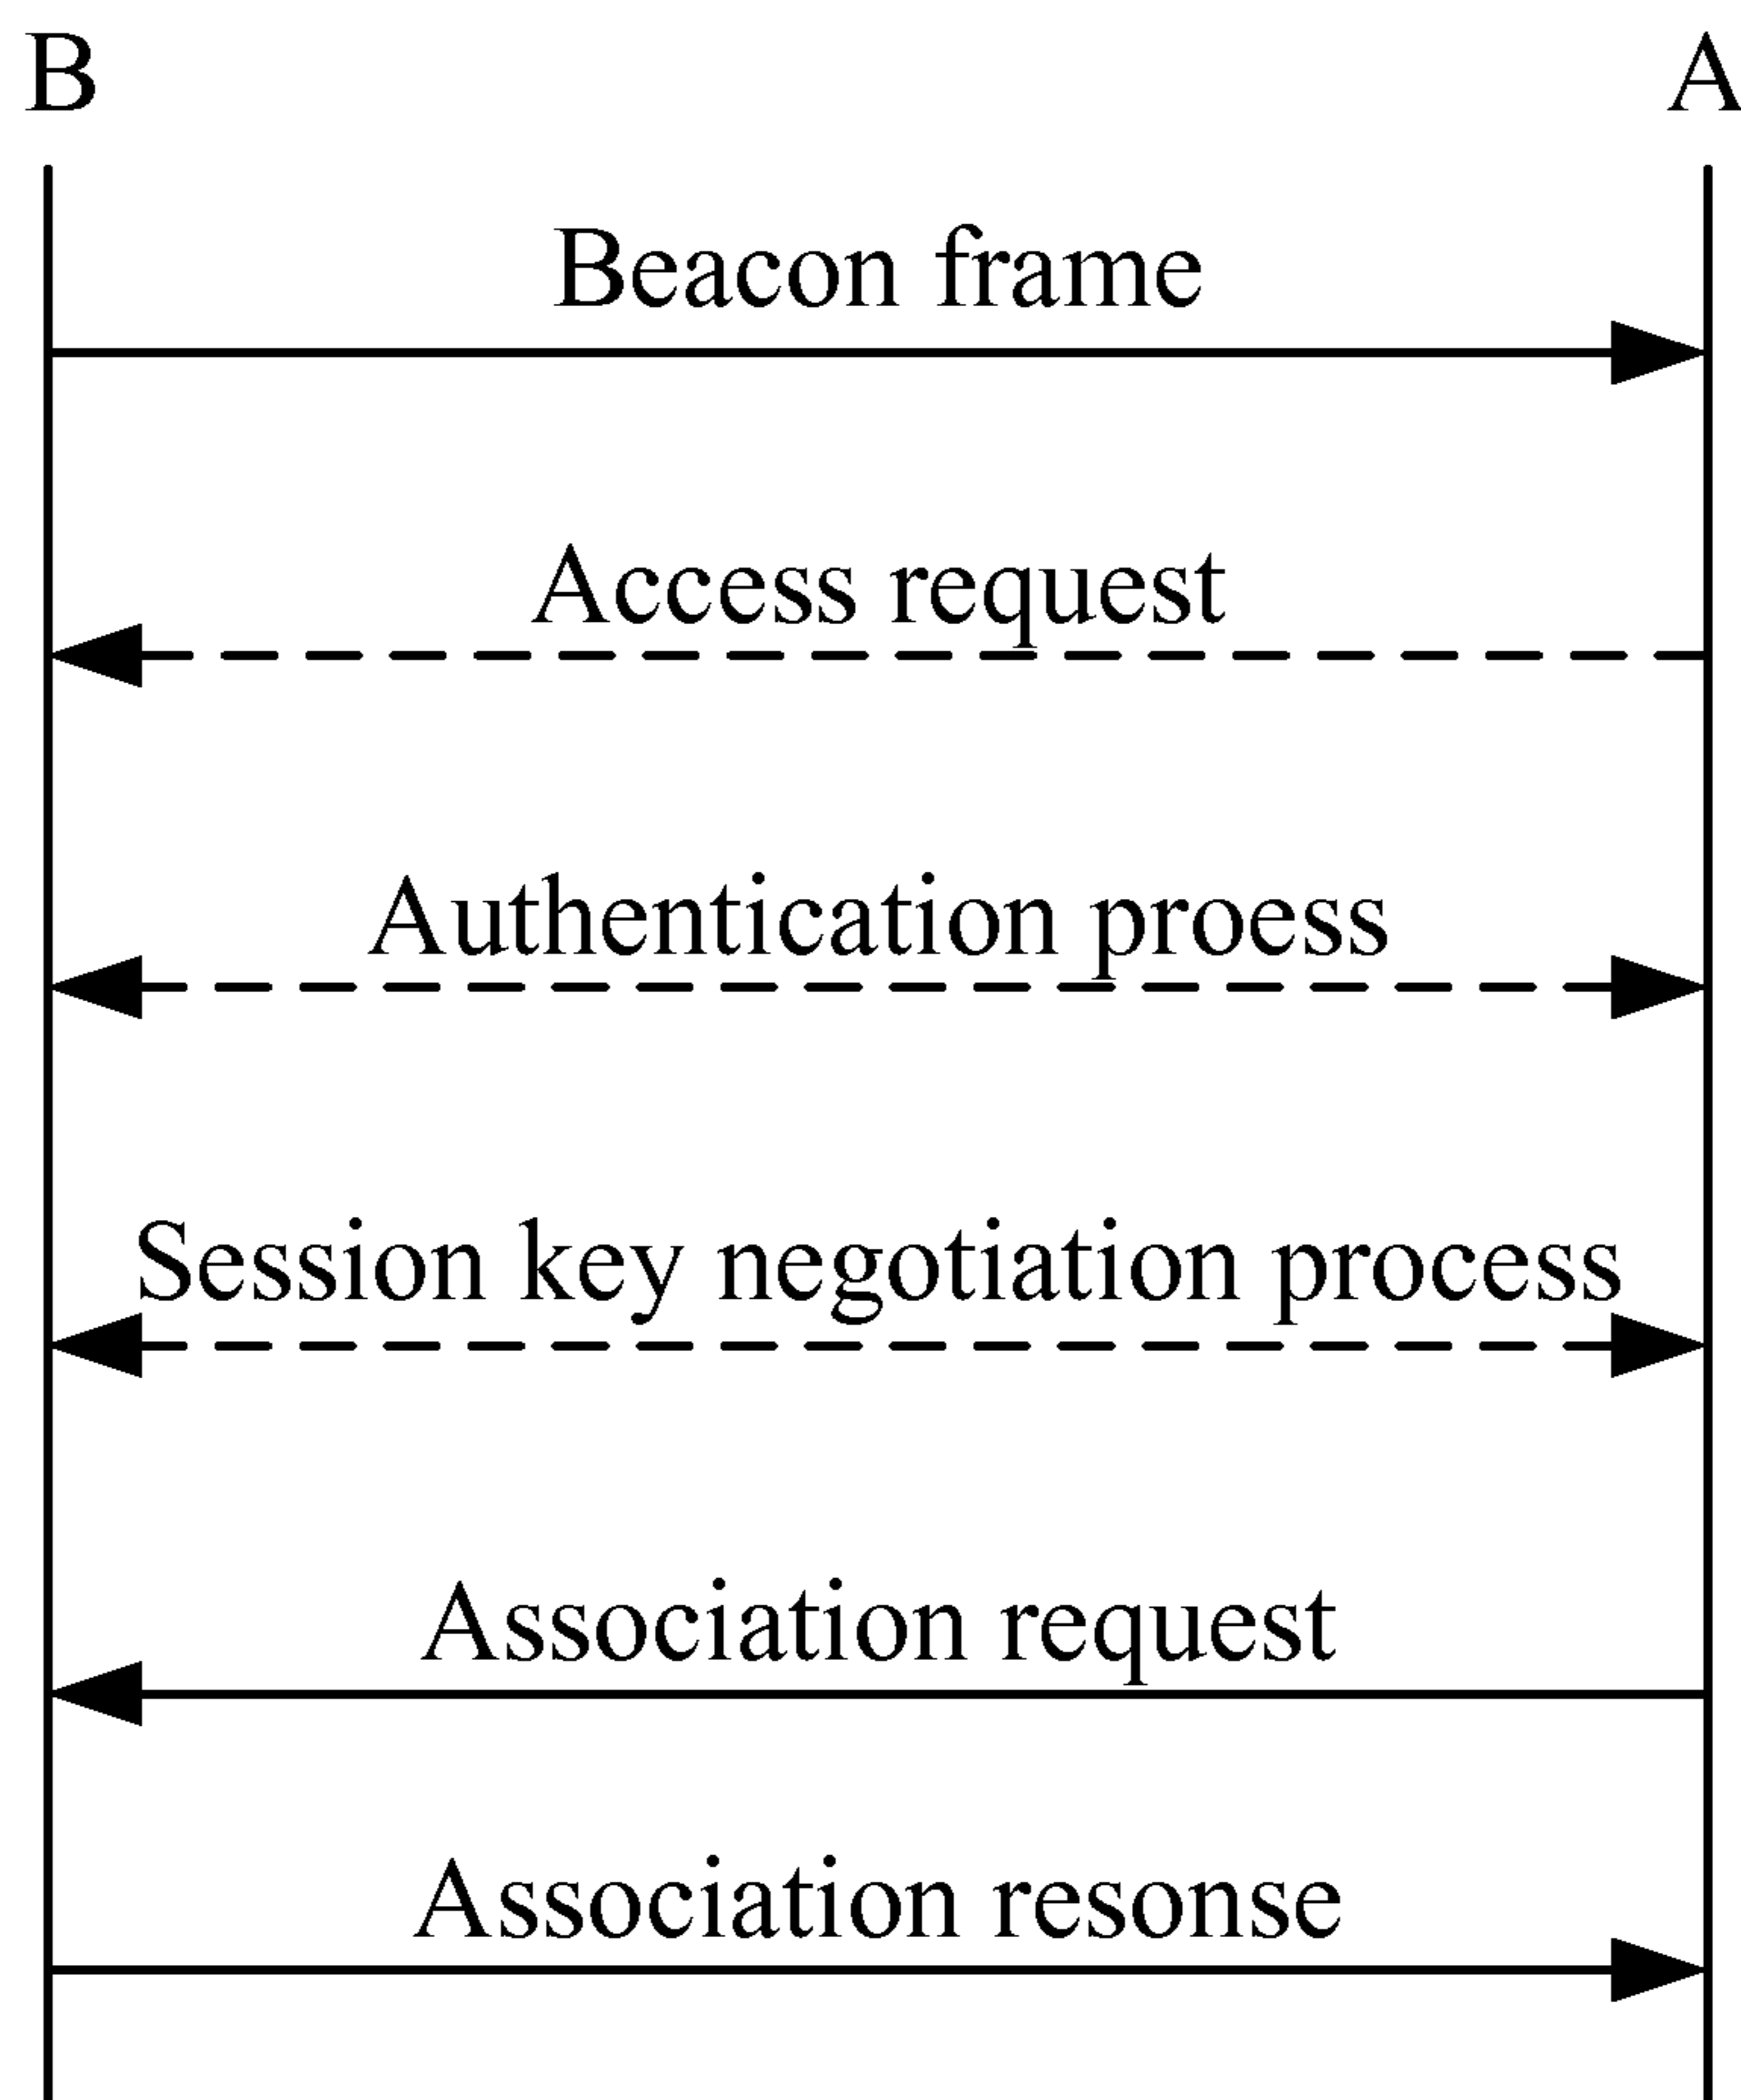 B A
Beacon frame
Access request
Authentication proess
Session key negotiation process
Association request
Association resonse